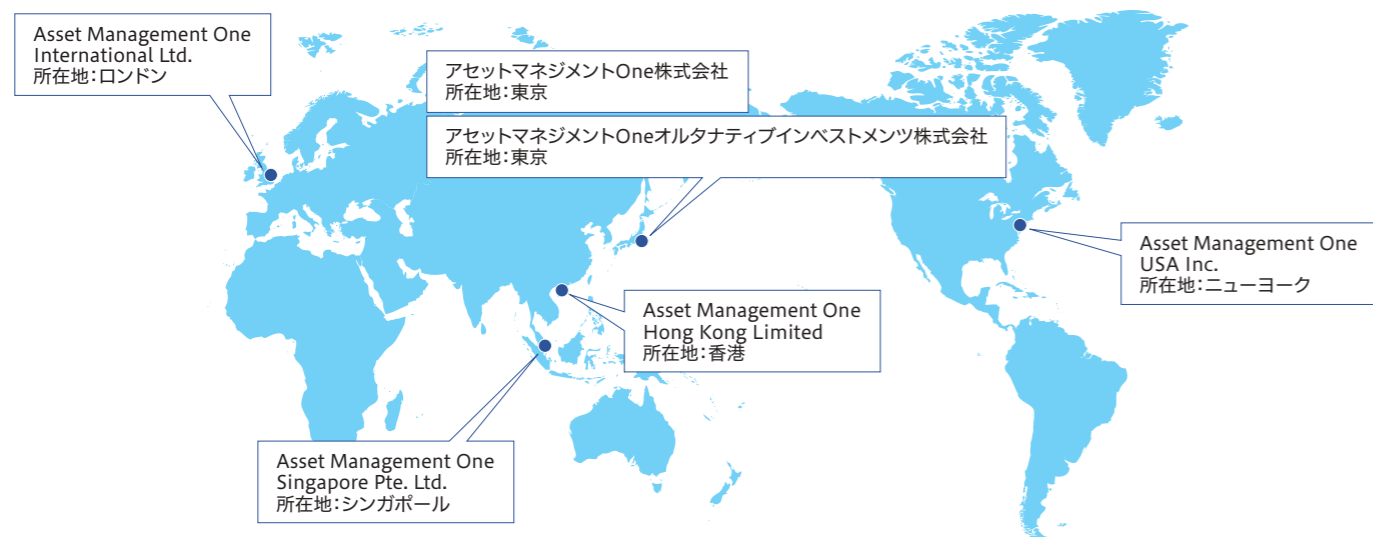 Asset Management One
International Ltd.
所在地：ロンドン
アセットマネジメントOne株式会社
所在地：東京
アセットマネジメントOneオルタナティブインベストメンツ株式会社
所在地：東京
Asset Management One
USA Inc.
所在地：ニューヨーク
Asset Management One
Hong Kong Limited
所在地：香港
Asset Management One
Singapore Pte. Ltd.
所在地：シンガポール